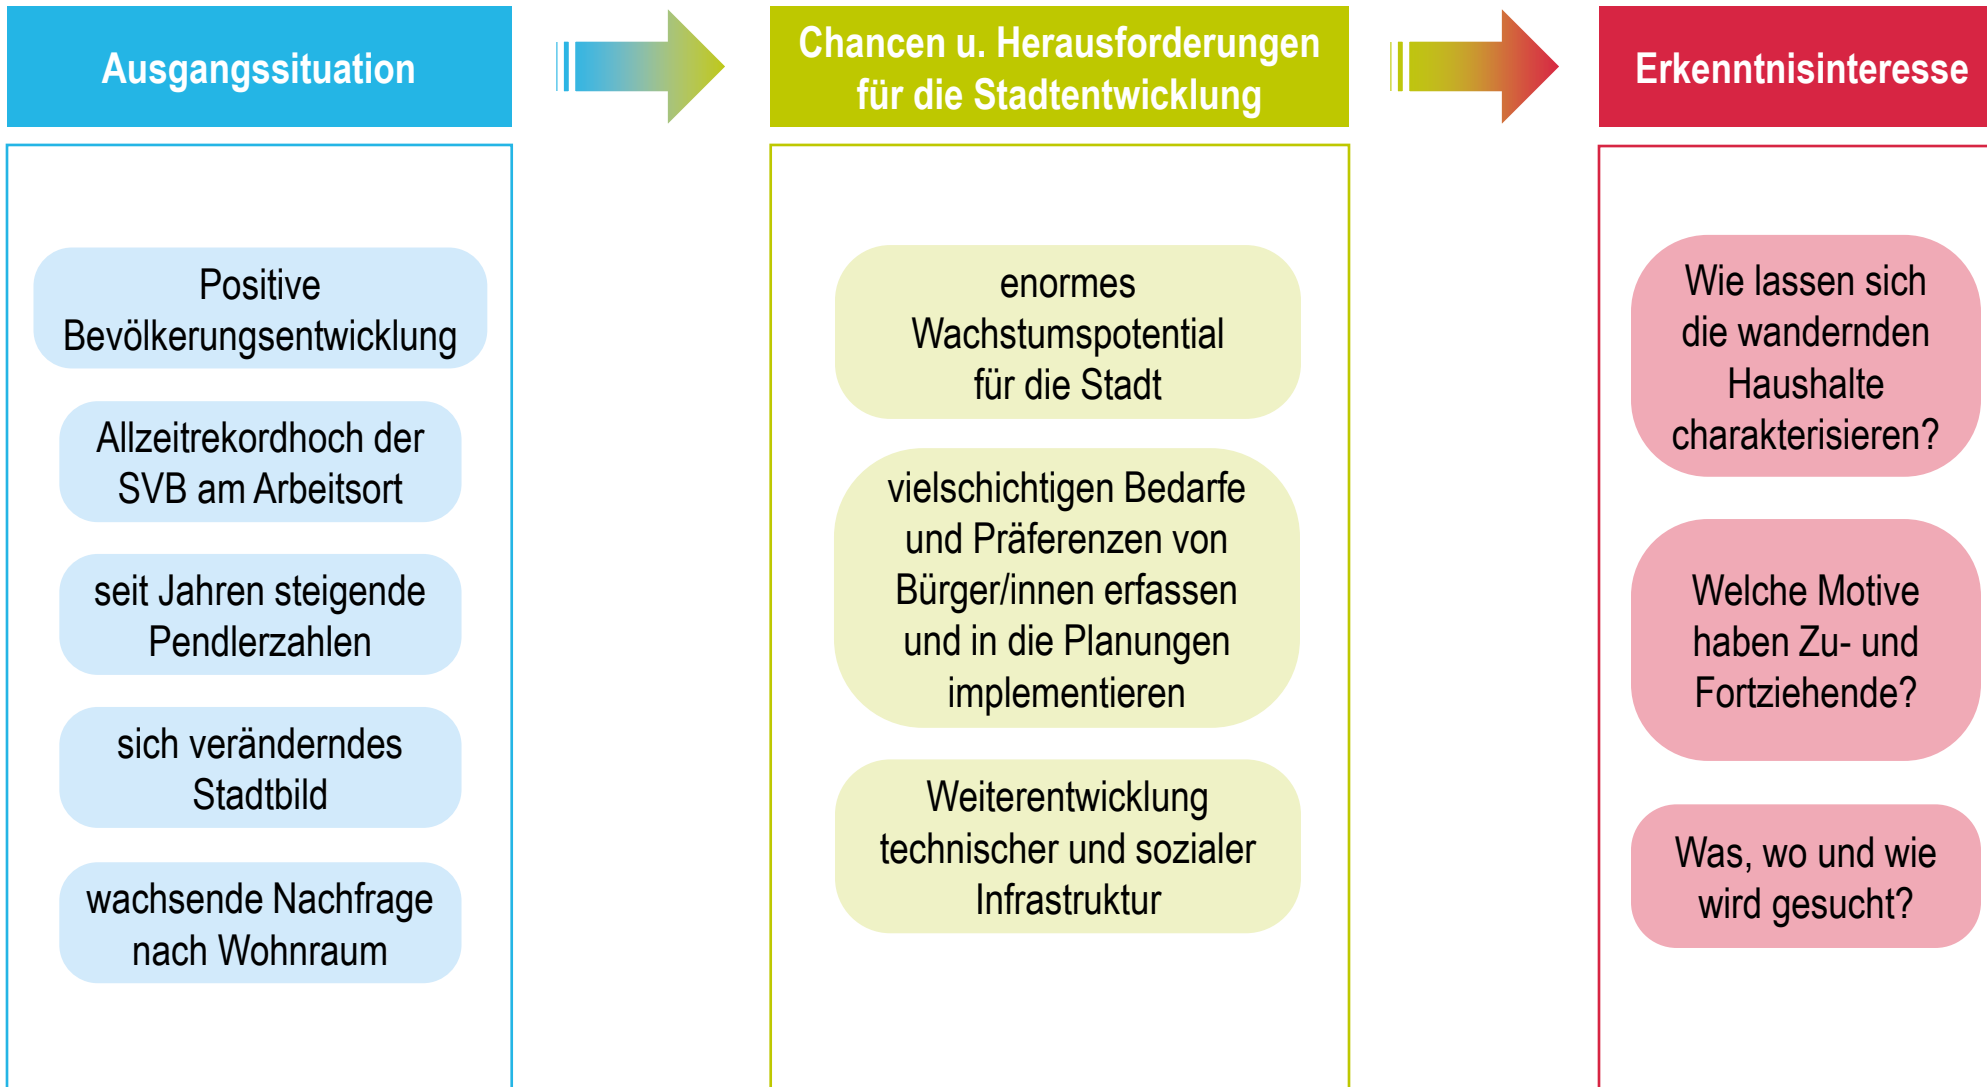 Ausgangssituation
Positive
Bevölkerungsentwicklung
Allzeitrekordhoch der
SVB am Arbeitsort
seit Jahren steigende
Pendlerzahlen
sich veränderndes
Stadtbild
wachsende Nachfrage
nach Wohnraum
Chancen u. Herausforderungen
für die Stadtentwicklung
enormes
Wachstumspotential
für die Stadt
vielschichtigen Bedarfe
und Präferenzen von
Bürger/innen erfassen
und in die Planungen
implementieren
Weiterentwicklung
technischer und sozialer
Infrastruktur
Erkenntnisinteresse
Wie lassen sich
die wandernden
Haushalte
charakterisieren?
Welche Motive
haben Zu- und
Fortziehende?
Was, wo und wie
wird gesucht?